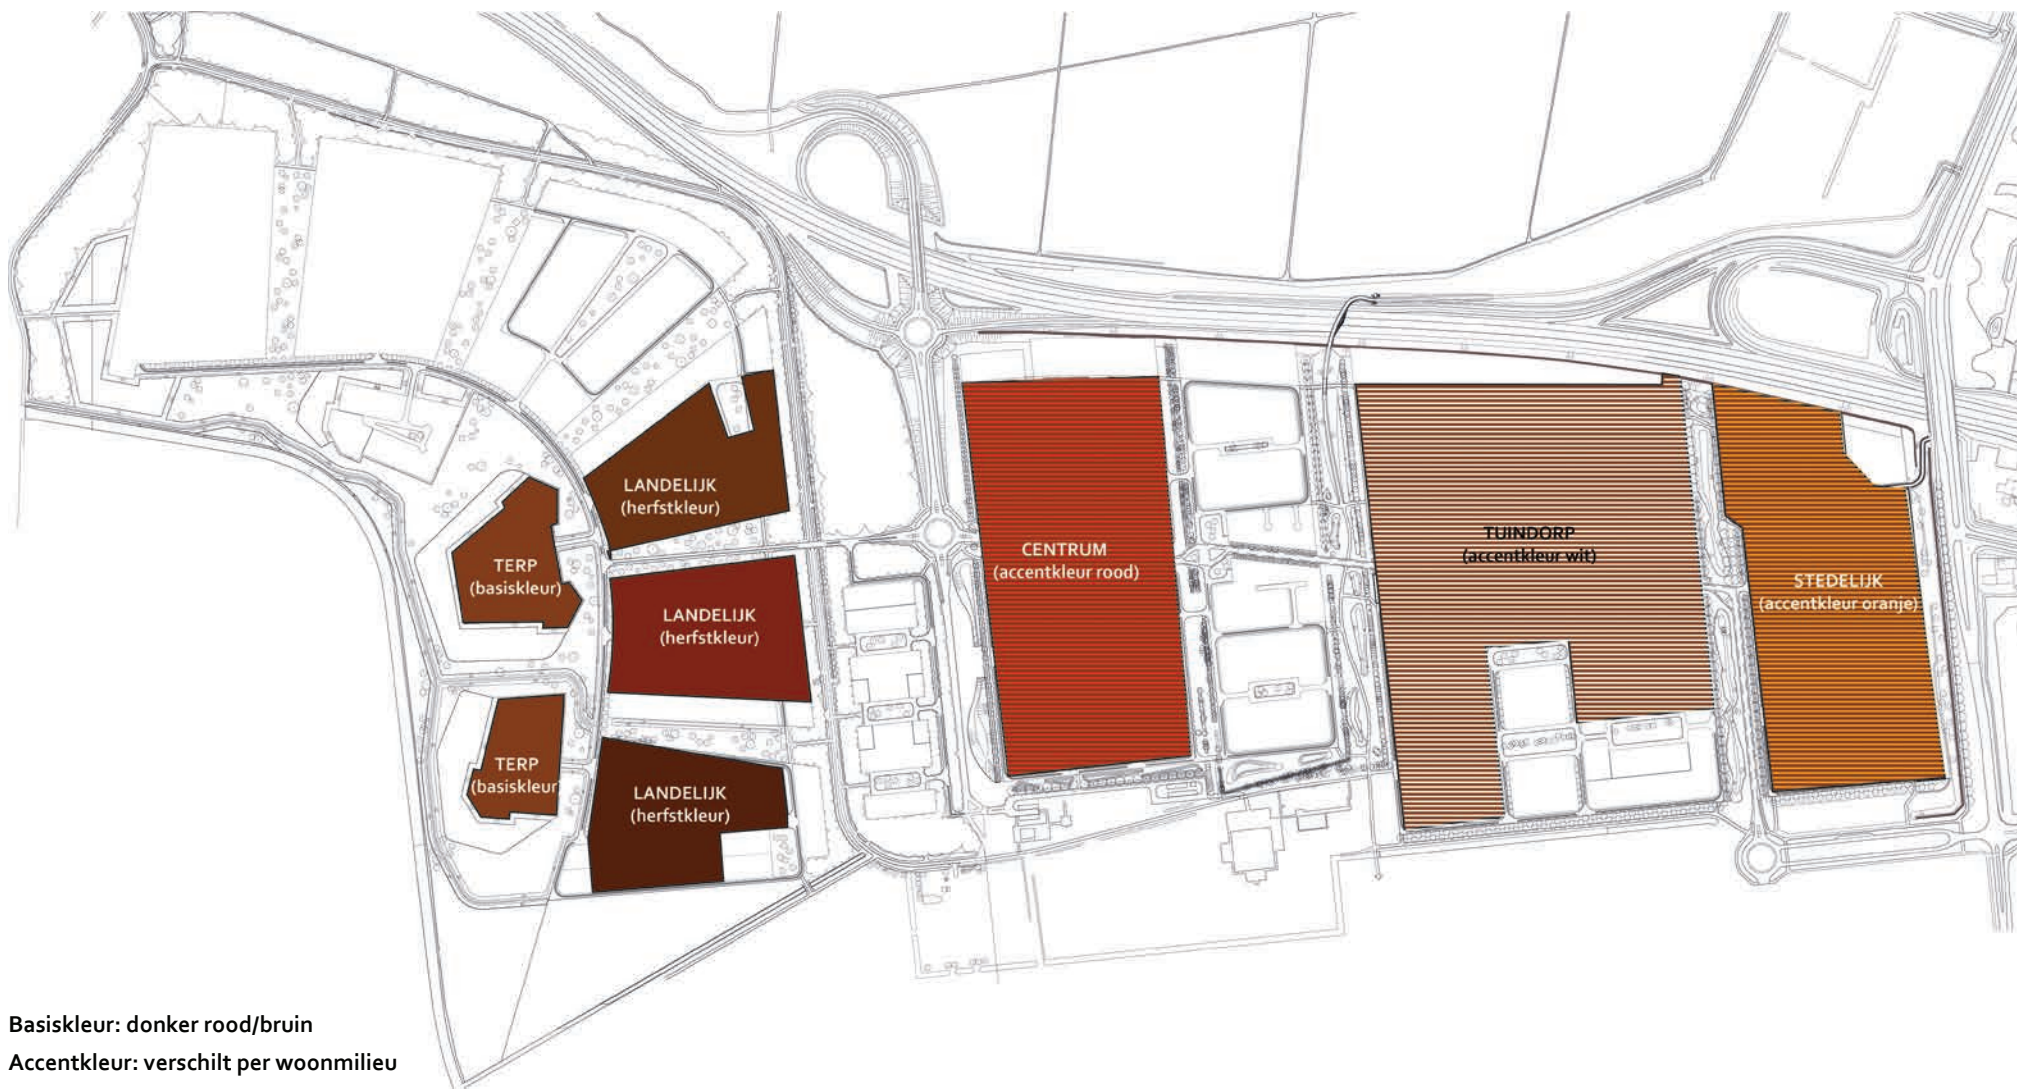 LANDELIJK
(herfstkleur)
TERP
(basiskleur)
LANDELIJK
(herfstkleur)
TERP
(basiskleur
LANDELIJK
(herfstkleur)
CENTRUM
(accentkleur rood)
TUINDORP
(accentkleur wit)
STEDELIJK
(accentkleur oranje)
Basiskleur: donker rood/bruin
Accentkleur: verschilt per woonmilieu